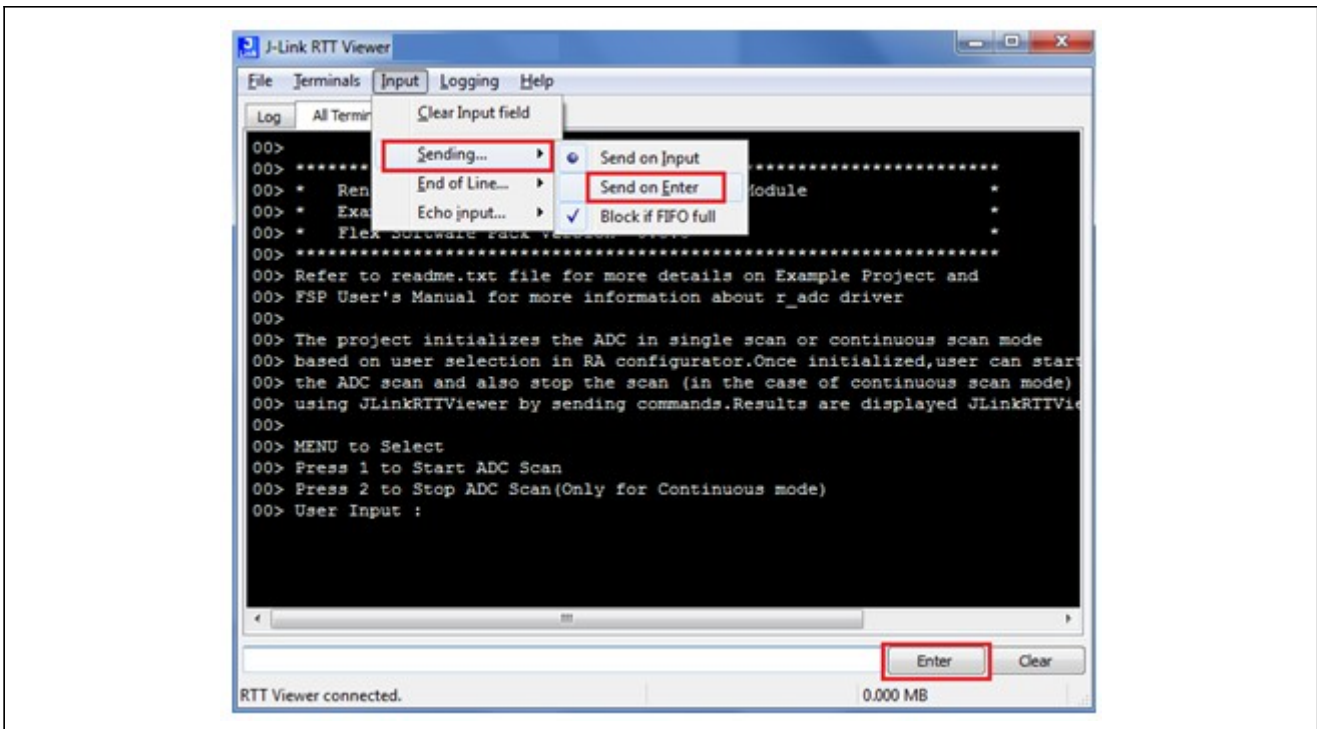 J-Link RTT Viewer
File Terminals Input Logging Help
Log All Termin
Clear Input field
Sending...
End of Line...
Echo input...
Send on Input
Send on Enter
Block if FIFO full
00>
00> **********************************************************************
00> * Ren odule *
00> * Exa *
00> * Flex Software Pack Version *
00> **********************************************************************
00> Refer to readme.txt file for more details on Example Project and
00> FSP User's Manual for more information about r_adc driver
00>
00> The project initializes the ADC in single scan or continuous scan mode
00> based on user selection in RA configurator.Once initialized,user can start
00> the ADC scan and also stop the scan (in the case of continuous scan mode)
00> using JLinkRTTViewer by sending commands.Results are displayed JLinkRTTVie
00>
00> MENU to Select
00> Press 1 to Start ADC Scan
00> Press 2 to Stop ADC Scan(Only for Continuous mode)
00> User Input :
Enter Clear
RTT Viewer connected. 0.000 MB